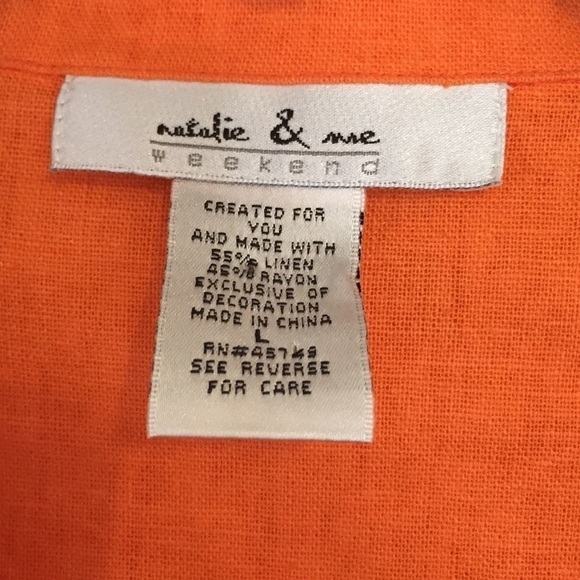 natalie & me
weekend
CREATED FOR
YOU
AND MADE WITH
55% LINEN
45% RAYON
EXCLUSIVE OF
DECORATION
MADE IN CHINA
L
RN#45749
SEE REVERSE
FOR CARE